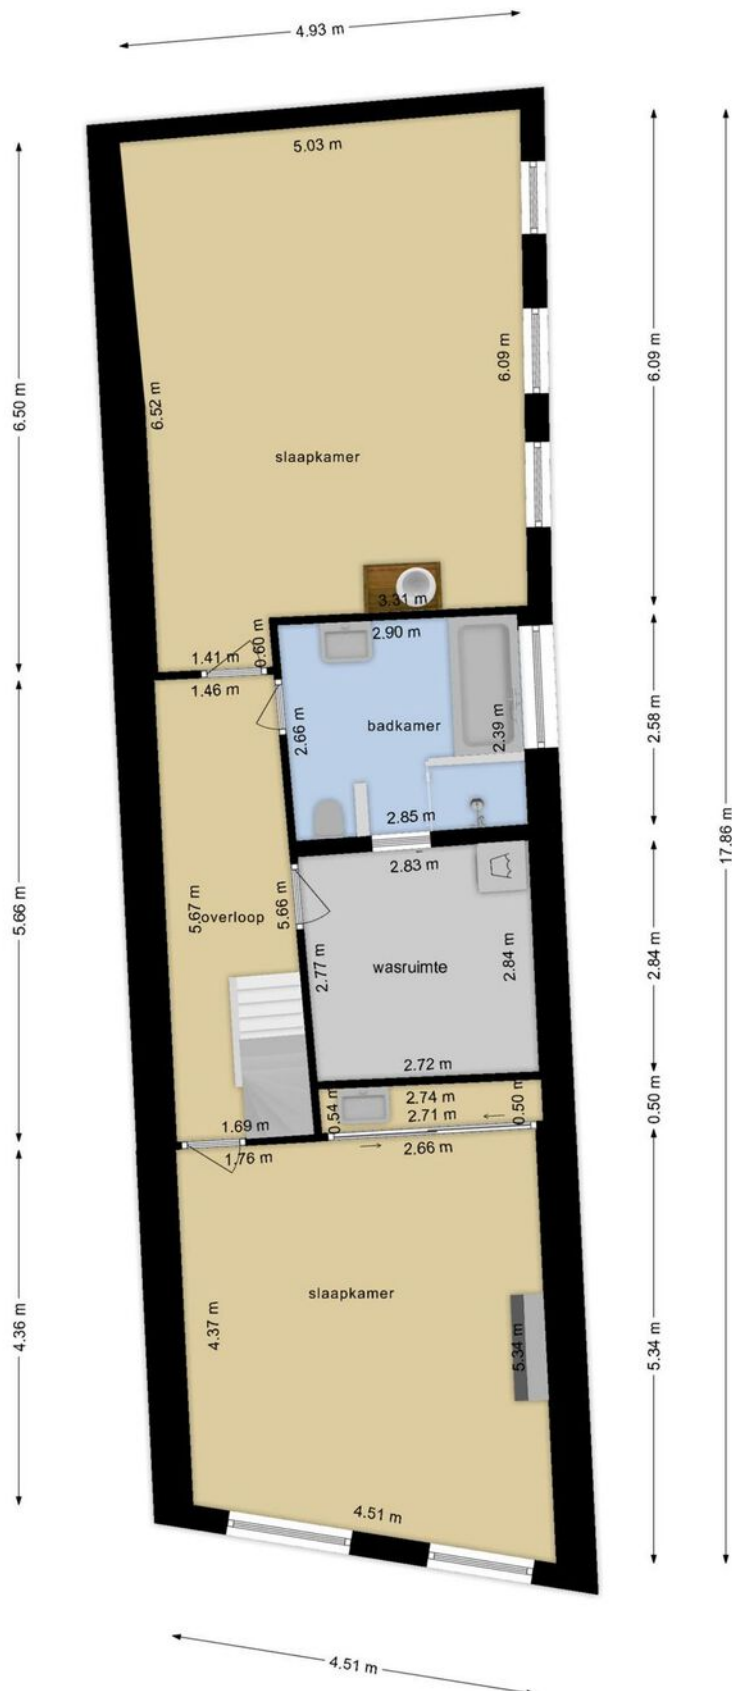 4.93 m
5.03 m
6.50 m
6.52 m
6.09 m
6.09 m
slaapkamer
3.31 m
2.90 m
0.60 m
1.41 m
1.46 m
2.66 m
badkamer
2.39 m
2.58 m
2.85 m
17.86 m
2.83 m
5.66 m
5.67 m
overloop
5.66 m
2.77 m
wasruimte
2.84 m
2.84 m
2.72 m
0.54 m
2.74 m
2.71 m
0.50 m
0.50 m
1.69 m
1.76 m
2.66 m
slaapkamer
4.36 m
4.37 m
5.34 m
5.34 m
4.51 m
4.51 m